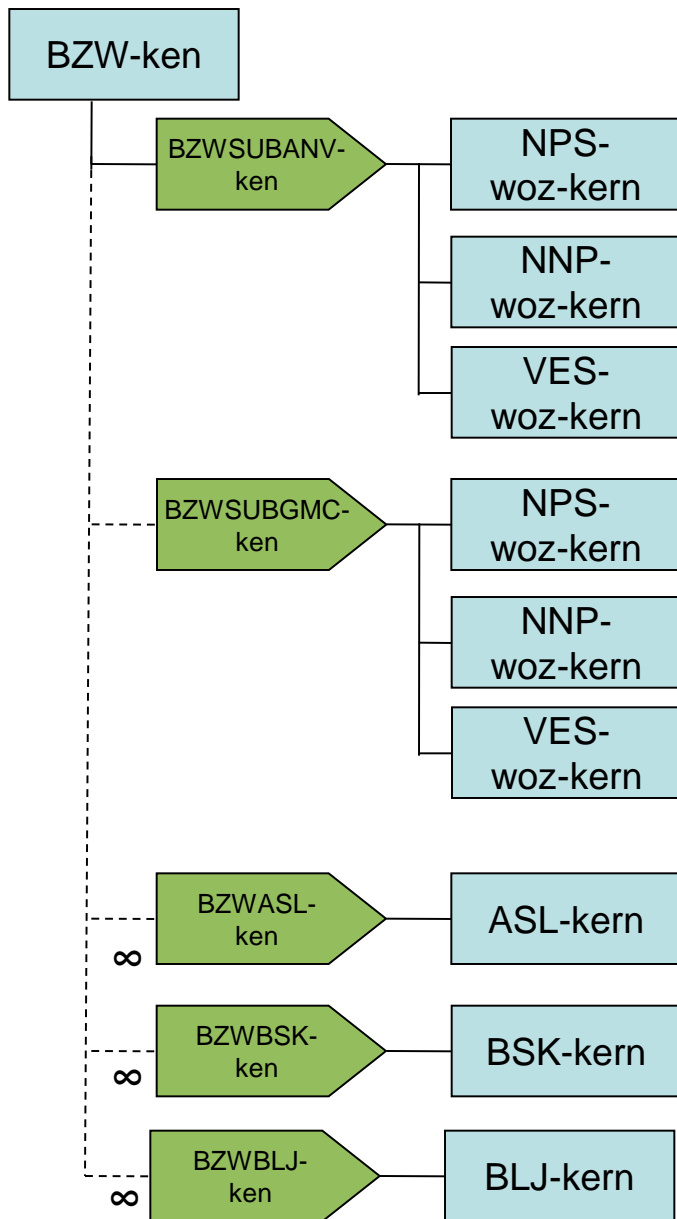 BZW-ken
BZWSUBANV-
ken
NPS-
woz-kern
NNP-
woz-kern
VES-
woz-kern
BZWSUBGMC-
ken
NPS-
woz-kern
NNP-
woz-kern
VES-
woz-kern
BZWASL-
ken
ASL-kern
∞
BZWBSK-
ken
BSK-kern
∞
BZWBLJ-
ken
BLJ-kern
∞